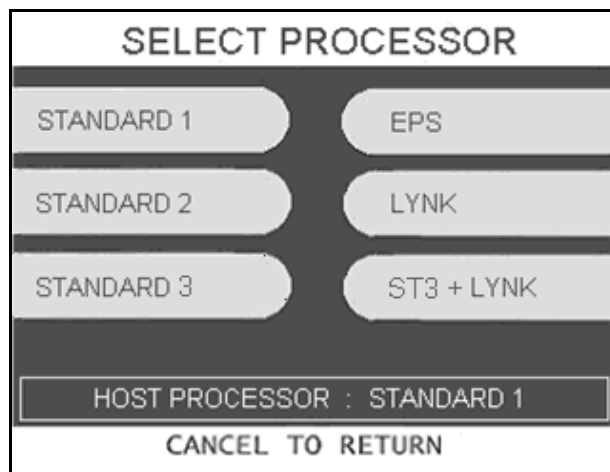 SELECT PROCESSOR
STANDARD 1
EPS
STANDARD 2
LYNK
STANDARD 3
ST3 + LYNK
HOST PROCESSOR : STANDARD 1
CANCEL TO RETURN